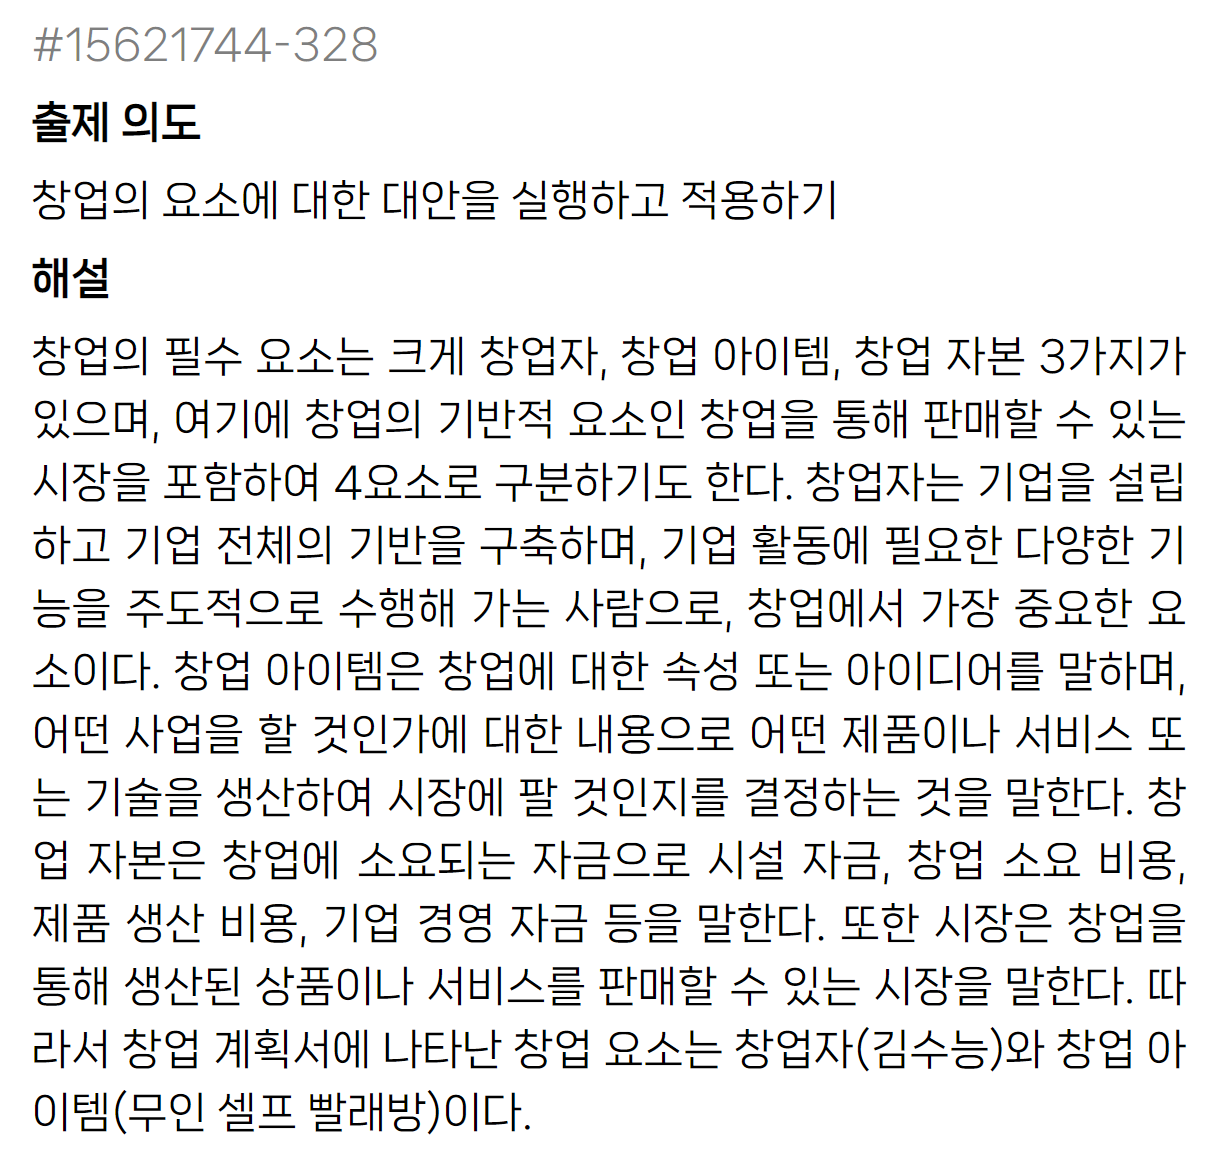 #15621744-328
출제 의도
창업의 요소에 대한 대안을 실행하고 적용하기
해설
창업의 필수 요소는 크게 창업자, 창업 아이템, 창업 자본 3가지가
있으며, 여기에 창업의 기반적 요소인 창업을 통해 판매할 수 있는
시장을 포함하여 4요소로 구분하기도 한다. 창업자는 기업을 설립
하고 기업 전체의 기반을 구축하며, 기업 활동에 필요한 다양한 기
능을 주도적으로 수행해 가는 사람으로, 창업에서 가장 중요한 요
소이다. 창업 아이템은 창업에 대한 속성 또는 아이디어를 말하며,
어떤 사업을 할 것인가에 대한 내용으로 어떤 제품이나 서비스 또
는 기술을 생산하여 시장에 팔 것인지를 결정하는 것을 말한다. 창
업 자본은 창업에 소요되는 자금으로 시설 자금, 창업 소요 비용,
제품 생산 비용, 기업 경영 자금 등을 말한다. 또한 시장은 창업을
통해 생산된 상품이나 서비스를 판매할 수 있는 시장을 말한다. 따
라서 창업 계획서에 나타난 창업 요소는 창업자(김수능)와 창업 아
이템(무인 셀프 빨래방)이다.